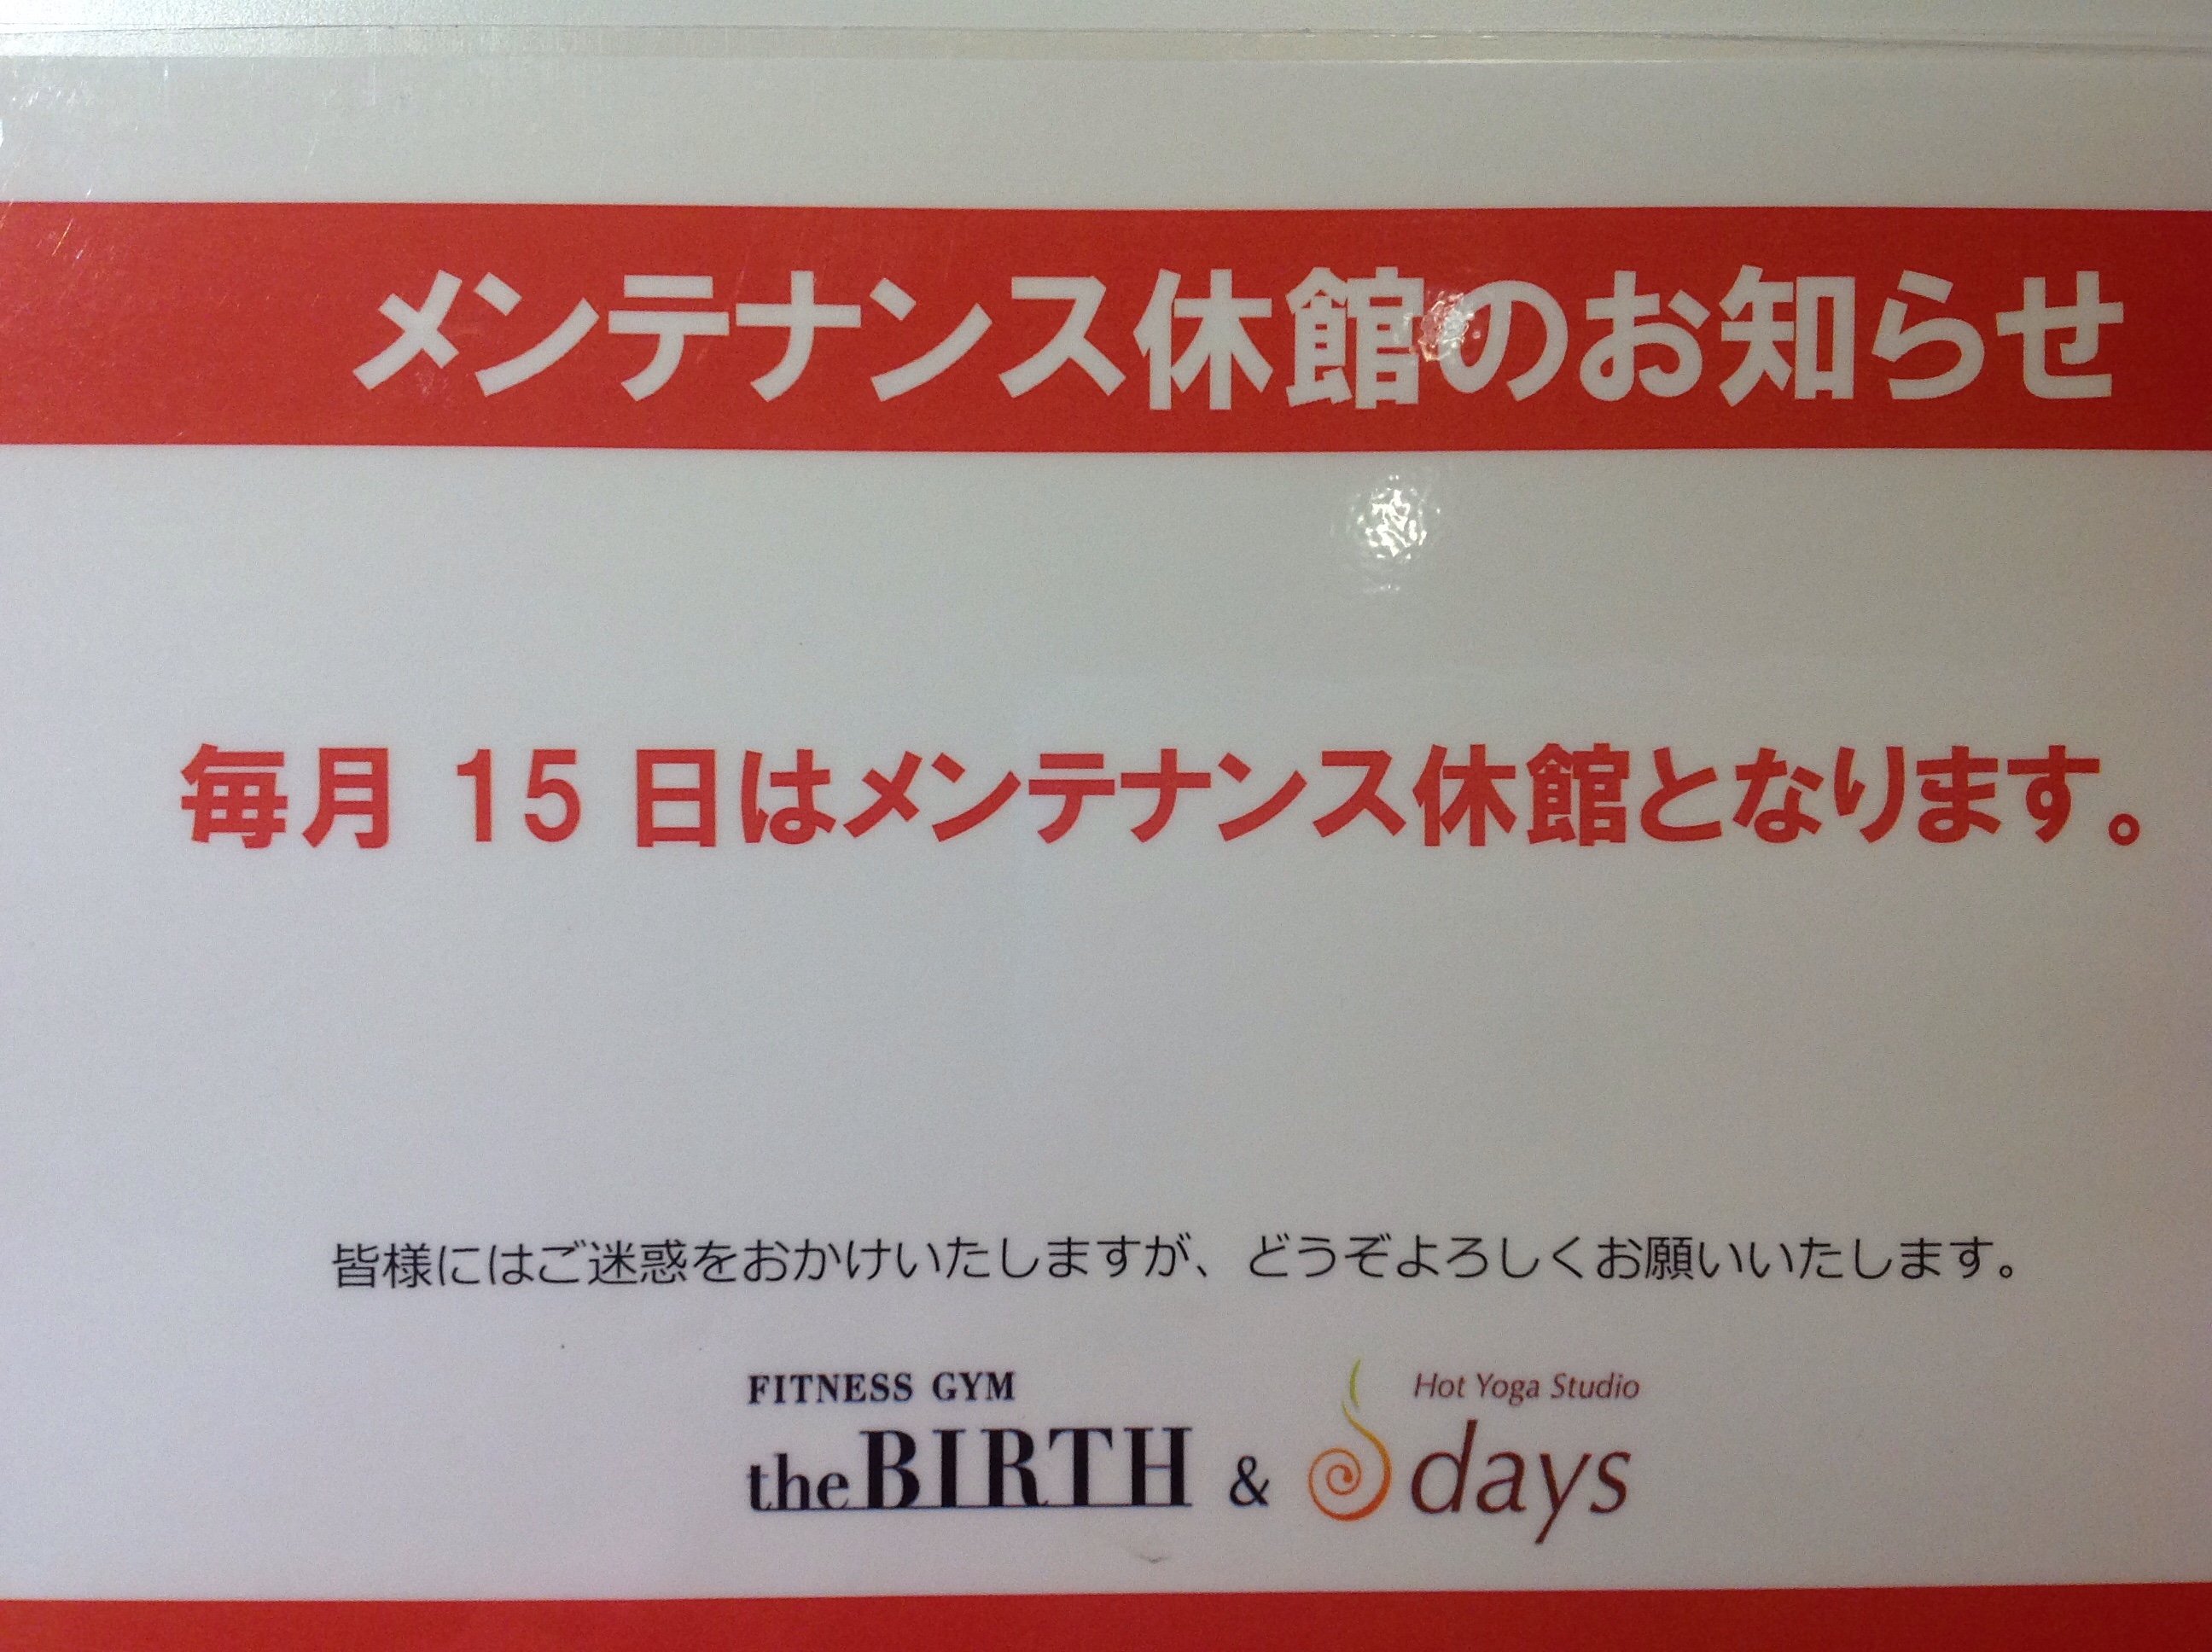 メンテナンス休館のお知らせ
毎月 15 日はメンテナンス休館となります。
皆様にはご迷惑をおかけいたしますが、どうぞよろしくお願いいたします。
FITNESS GYM
the BIRTH
&
Hot Yoga Studio
days